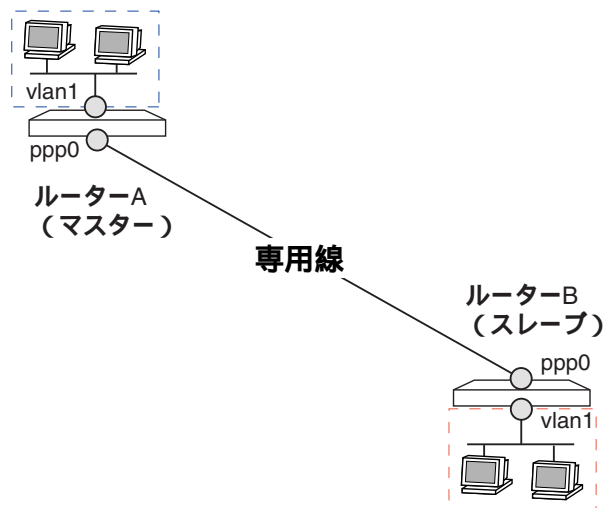 vlan1
ppp0
ルーターA
（マスター）
専用線
ルーターB
（スレーブ）
ppp0
vlan1